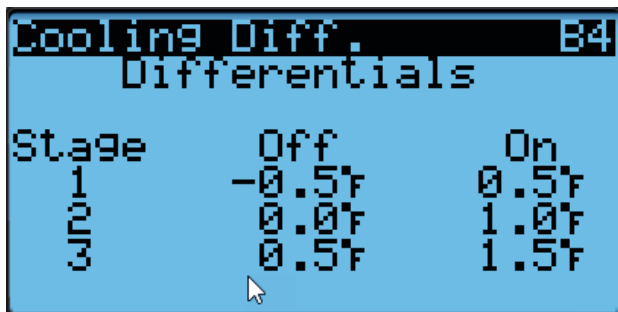 Cooling Diff. B4
Differentials
Stage Off On
1 -0.5°F 0.5°F
2 0.0°F 1.0°F
3 0.5°F 1.5°F